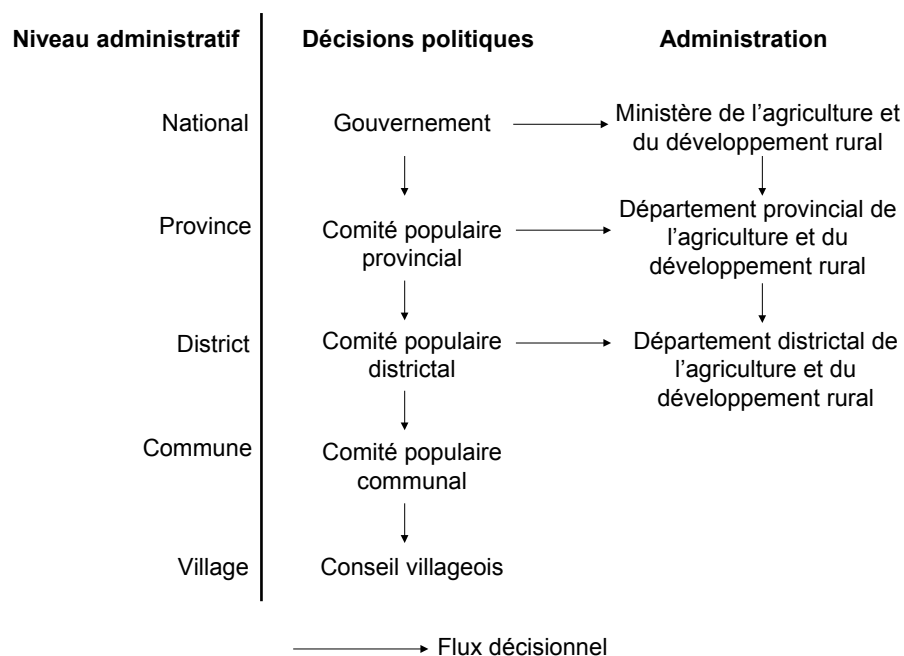 Niveau administratif
Décisions politiques
Administration
National
Gouvernement
Ministère de l’agriculture et
du développement rural
Province
Comité populaire
provincial
Département provincial de
l’agriculture et du
développement rural
District
Comité populaire
districtal
Département districtal de
l’agriculture et du
développement rural
Commune
Comité populaire
communal
Village
Conseil villageois
Flux décisionnel